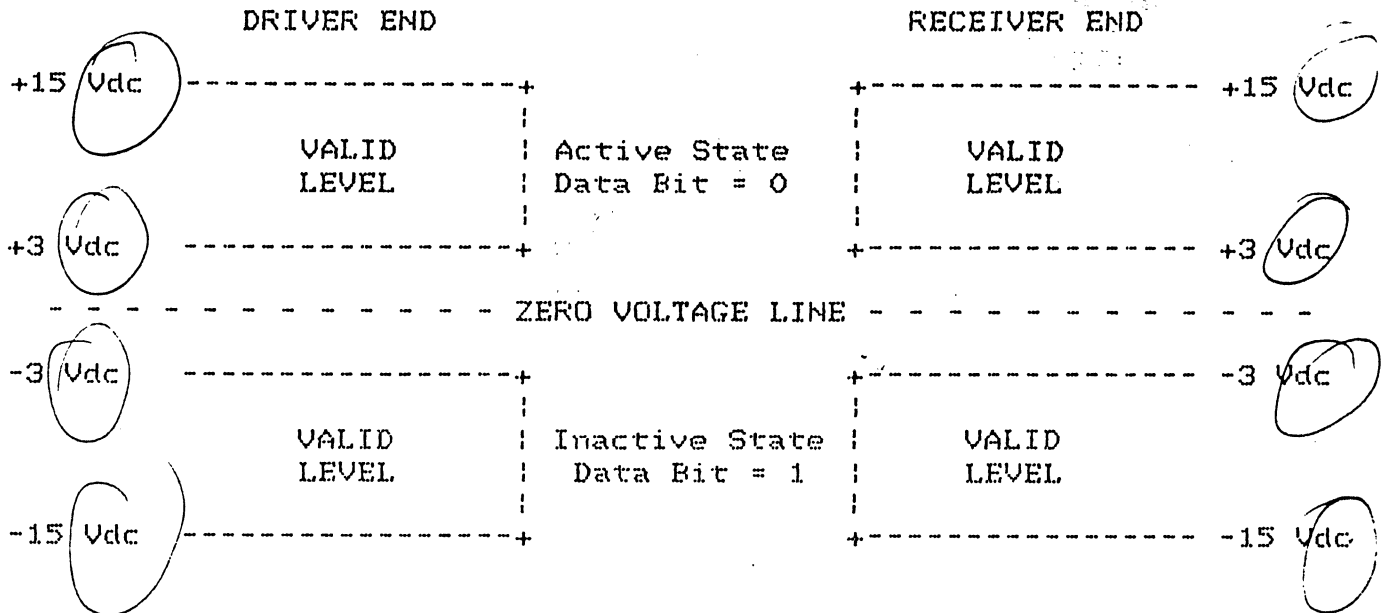 DRIVER END RECEIVER END
+15 Vdc +15 Vdc
VALID Active State VALID
LEVEL Data Bit = 0 LEVEL
+3 Vdc +3 Vdc
ZERO VOLTAGE LINE
-3 Vdc -3 Vdc
VALID Inactive State VALID
LEVEL Data Bit = 1 LEVEL
-15 Vdc -15 Vdc